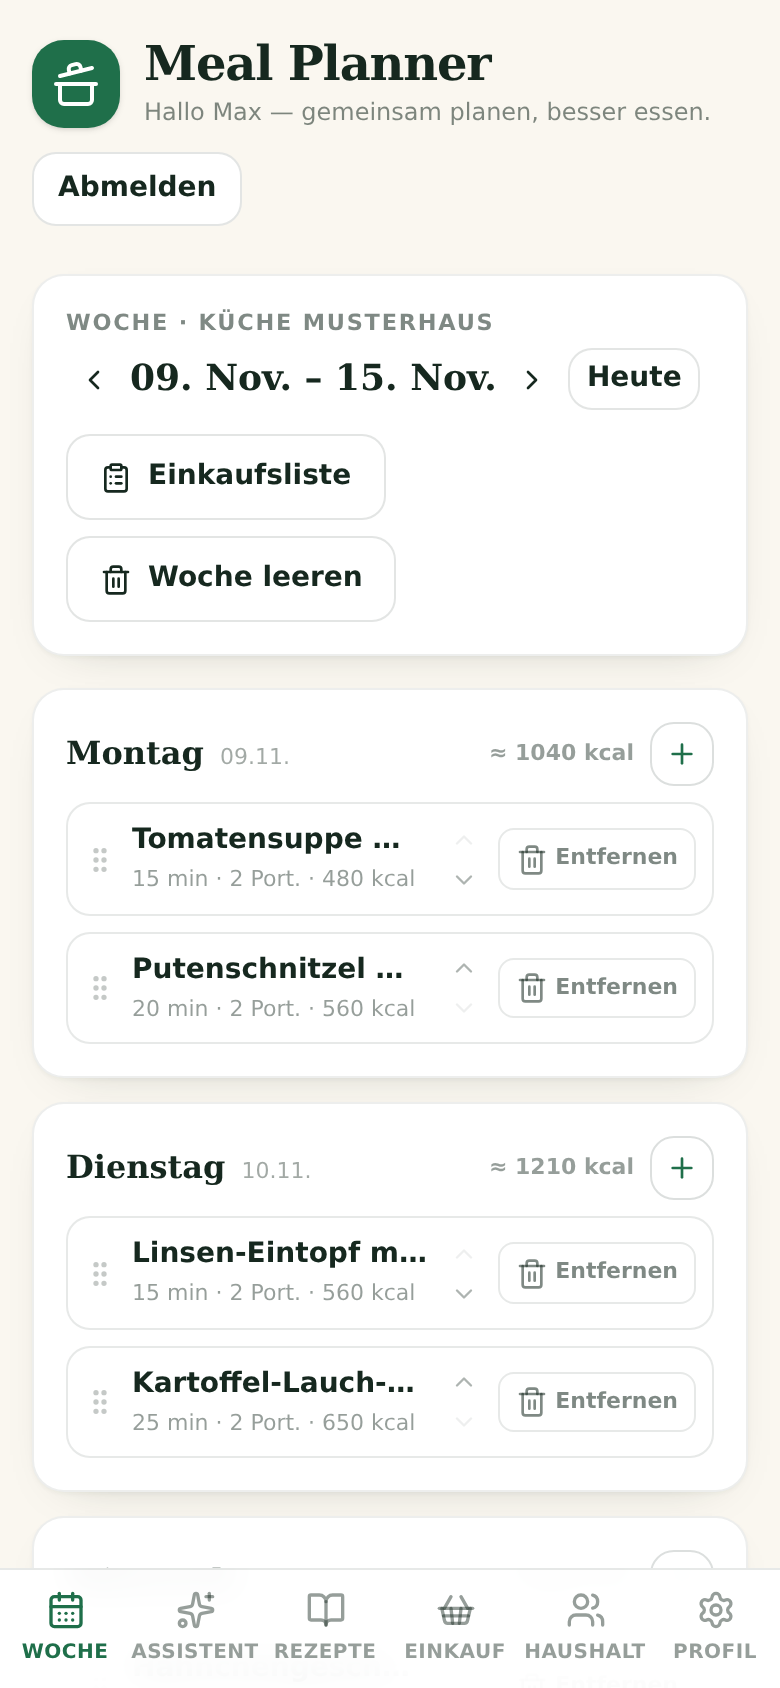 Meal Planner
Hallo Max — gemeinsam planen, besser essen.
Abmelden
WOCHE · KÜCHE MUSTERHAUS
09. Nov. – 15. Nov.
Heute
Einkaufsliste
Woche leeren
Montag 09.11. ≈ 1040 kcal
Tomatensuppe ...
15 min · 2 Port. · 480 kcal
Entfernen
Putenschnitzel ...
20 min · 2 Port. · 560 kcal
Entfernen
Dienstag 10.11. ≈ 1210 kcal
Linsen-Eintopf m...
15 min · 2 Port. · 560 kcal
Entfernen
Kartoffel-Lauch-...
25 min · 2 Port. · 650 kcal
Entfernen
WOCHE ASSISTENT REZEPTE EINKAUF HAUSHALT PROFIL